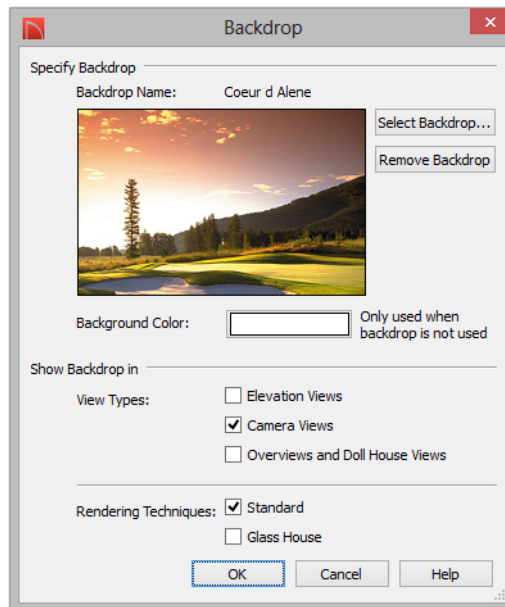 Backdrop
Specify Backdrop
Backdrop Name: Coeur d Alene
Select Backdrop...
Remove Backdrop
Background Color:
Only used when
backdrop is not used
Show Backdrop in
View Types:
Elevation Views
Camera Views
Overviews and Doll House Views
Rendering Techniques:
Standard
Glass House
OK Cancel Help